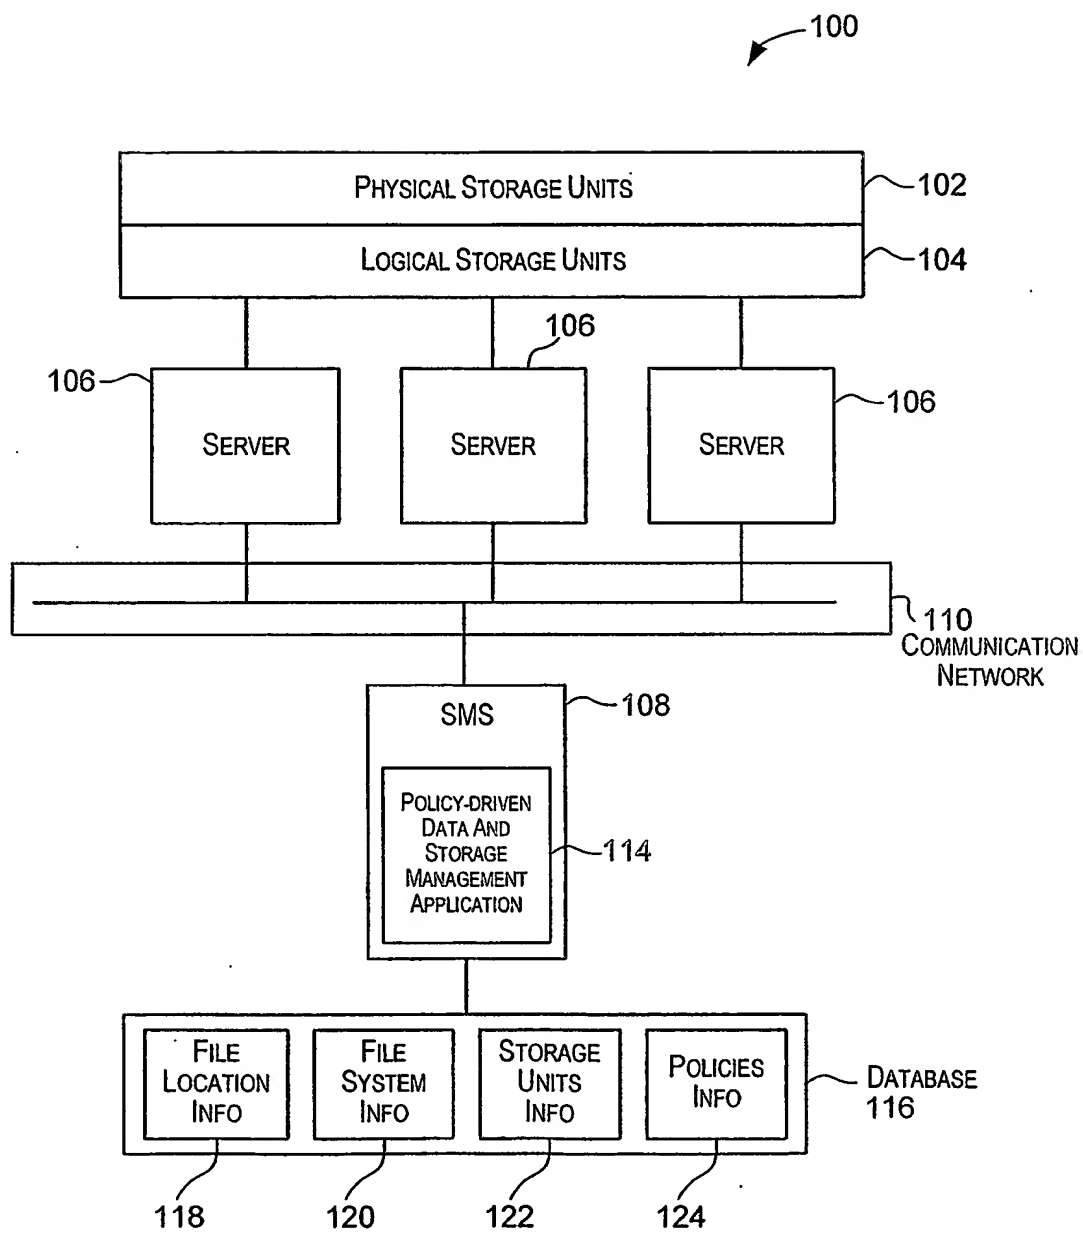 100
PHYSICAL STORAGE UNITS
102
LOGICAL STORAGE UNITS
104
106
106
106
SERVER
SERVER
SERVER
110
COMMUNICATION
NETWORK
SMS
108
POLICY-DRIVEN
DATA AND
STORAGE
MANAGEMENT
APPLICATION
114
FILE
LOCATION
INFO
FILE
SYSTEM
INFO
STORAGE
UNITS
INFO
POLICIES
INFO
DATABASE
116
118
120
122
124